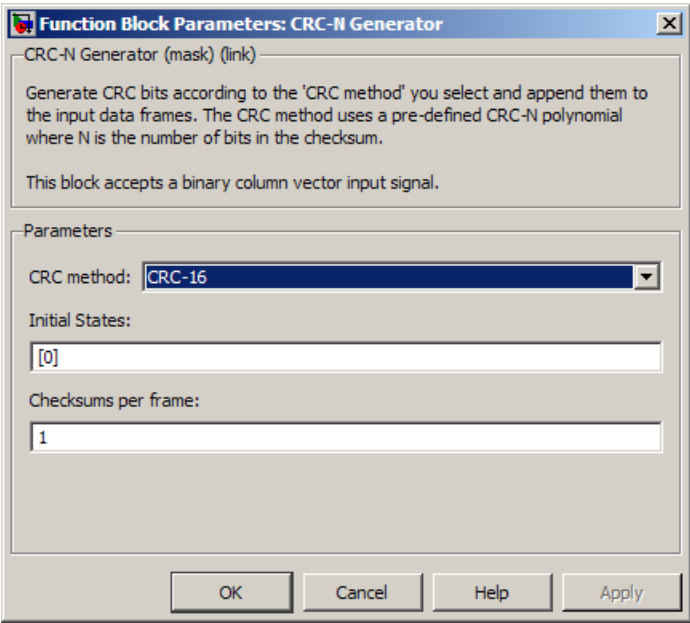 Function Block Parameters: CRC-N Generator
CRC-N Generator (mask) (link)
Generate CRC bits according to the 'CRC method' you select and append them to
the input data frames. The CRC method uses a pre-defined CRC-N polynomial
where N is the number of bits in the checksum.
This block accepts a binary column vector input signal.
Parameters
CRC method: CRC-16
Initial States:
[0]
Checksums per frame:
1
OK Cancel Help Apply